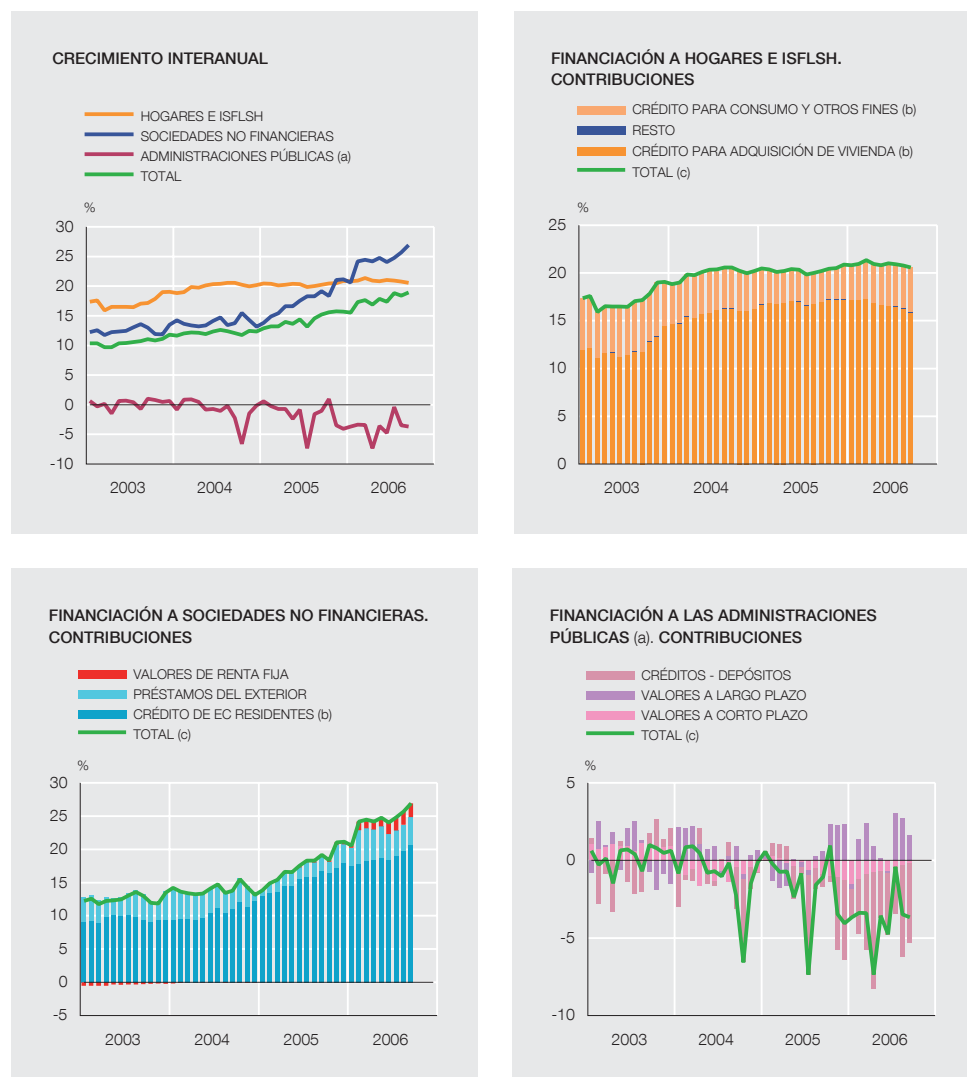 CRECIMIENTO INTERANUAL
HOGARES E ISFLSH
SOCIEDADES NO FINANCIERAS
ADMINISTRACIONES PÚBLICAS (a)
TOTAL
%
30
25
20
15
10
5
0
-5
-10
2003 2004 2005 2006
FINANCIACIÓN A HOGARES E ISFLSH.
CONTRIBUCIONES
CRÉDITO PARA CONSUMO Y OTROS FINES (b)
RESTO
CRÉDITO PARA ADQUISICIÓN DE VIVIENDA (b)
TOTAL (c)
%
25
20
15
10
5
0
2003 2004 2005 2006
FINANCIACIÓN A SOCIEDADES NO FINANCIERAS.
CONTRIBUCIONES
VALORES DE RENTA FIJA
PRÉSTAMOS DEL EXTERIOR
CRÉDITO DE EC RESIDENTES (b)
TOTAL (c)
%
30
25
20
15
10
5
0
-5
2003 2004 2005 2006
FINANCIACIÓN A LAS ADMINISTRACIONES
PÚBLICAS (a). CONTRIBUCIONES
CRÉDITOS - DEPÓSITOS
VALORES A LARGO PLAZO
VALORES A CORTO PLAZO
TOTAL (c)
%
5
0
-5
-10
2003 2004 2005 2006